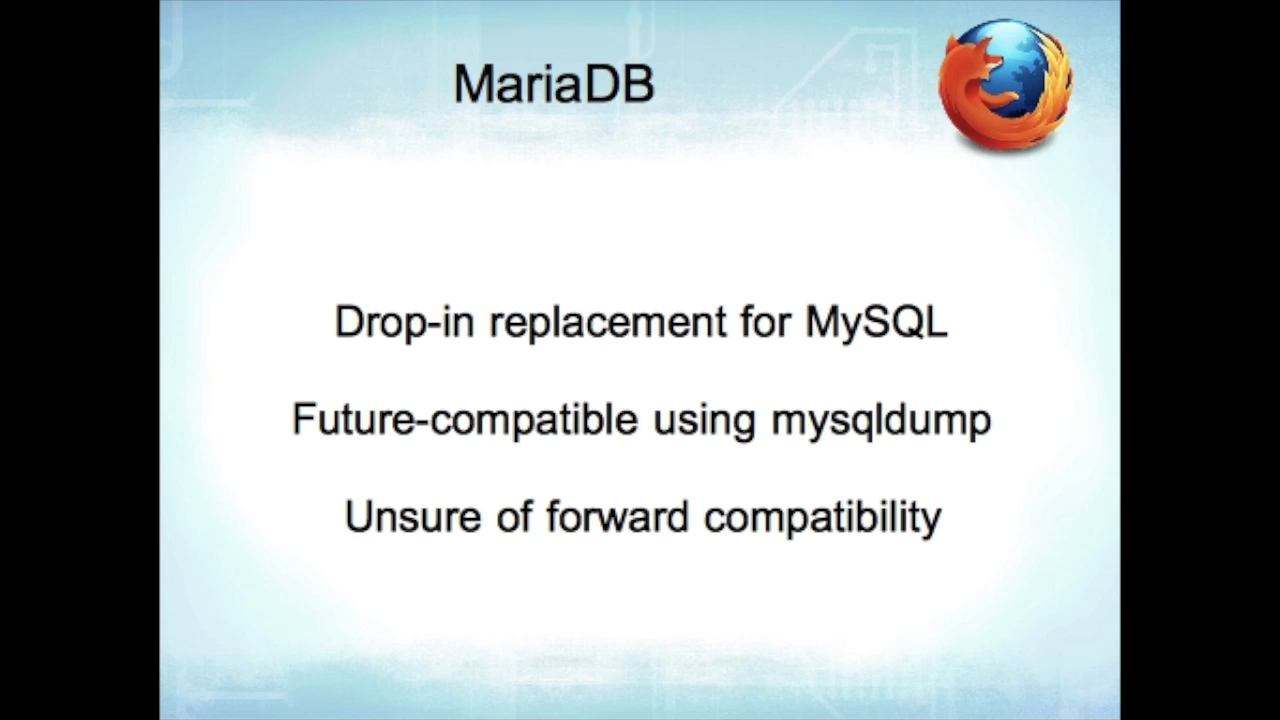 MariaDB
Drop-in replacement for MySQL
Future-compatible using mysqldump
Unsure of forward compatibility